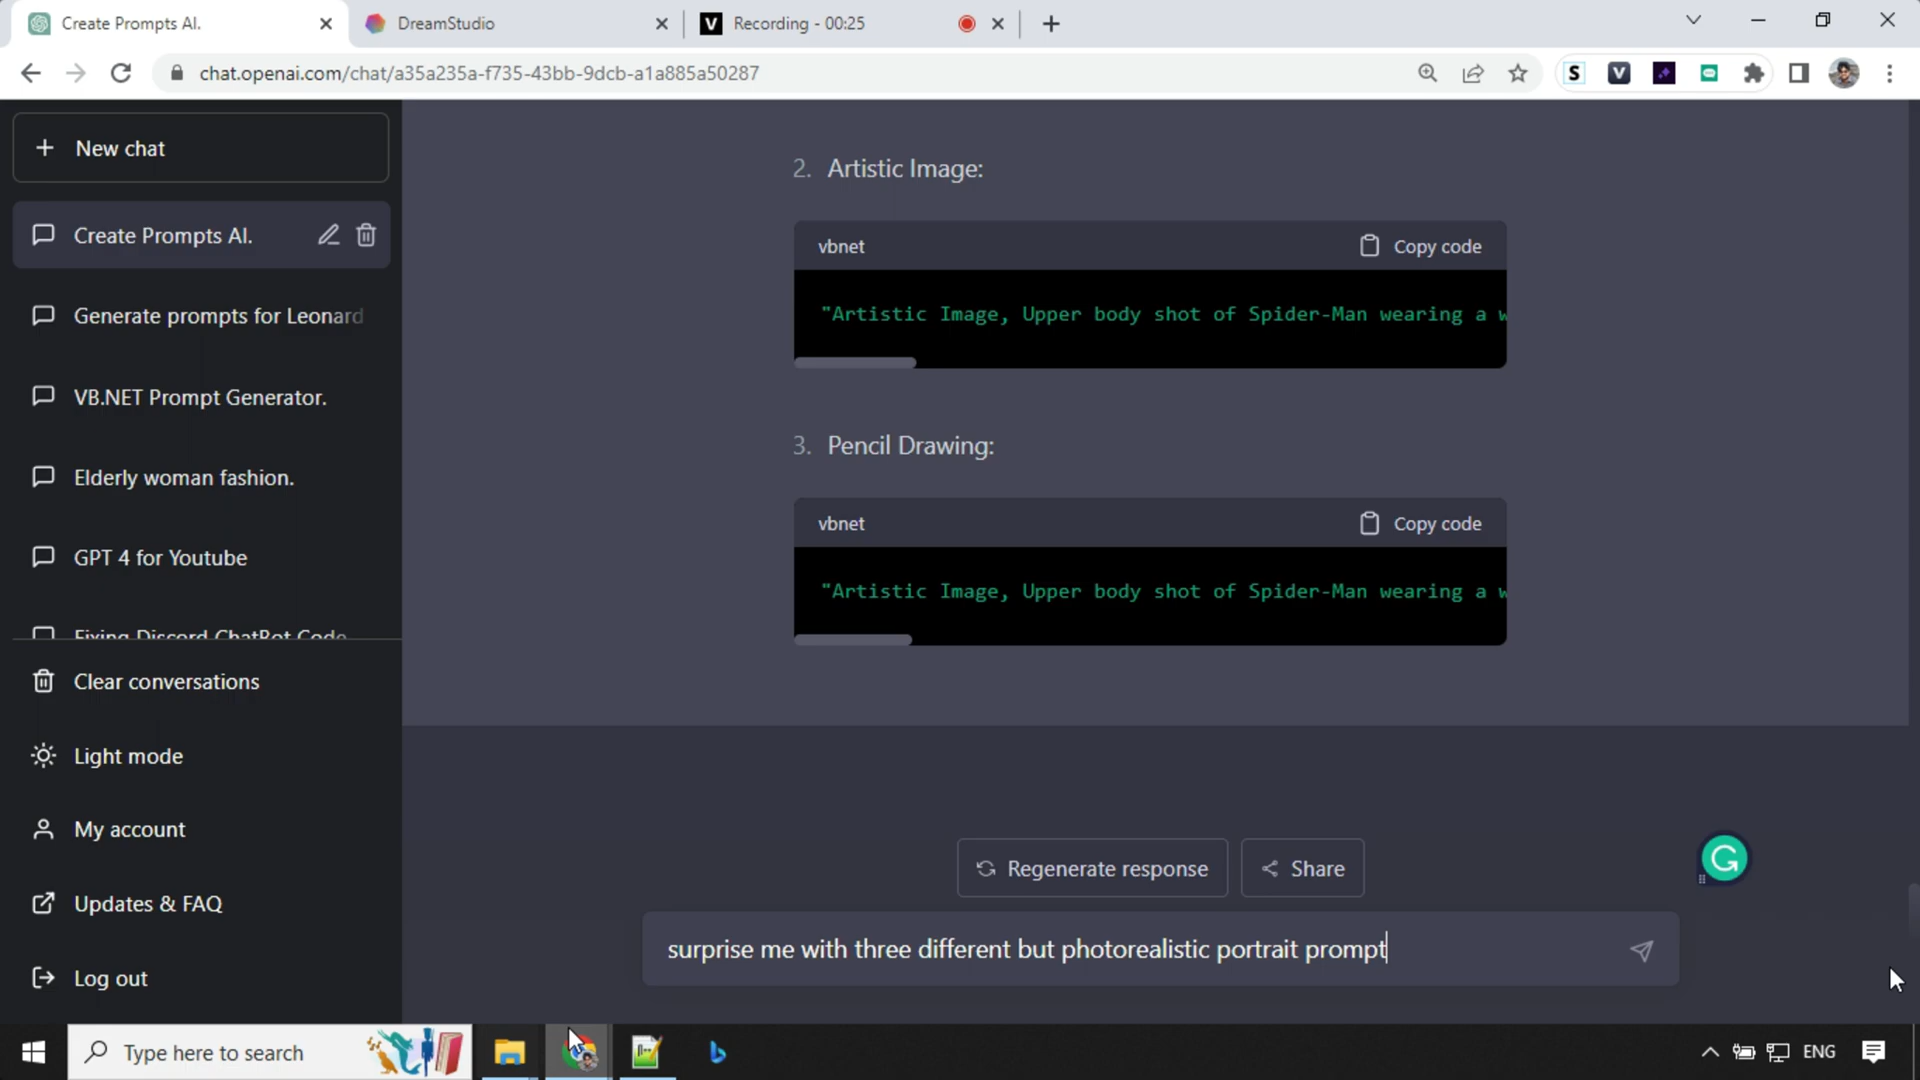 Create Prompts AI.
DreamStudio
V
Recording - 00:25
chat.openai.com/chat/a35a235a-f735-43bb-9dcb-a1a885a50287
S
V
New chat
Create Prompts AI.
Generate prompts for Leonard
VB.NET Prompt Generator.
Elderly woman fashion.
GPT 4 for Youtube
Fixing Discord ChatBot Code
Clear conversations
Light mode
My account
Updates & FAQ
Log out
2. Artistic Image:
vbnet
Copy code
"Artistic Image, Upper body shot of Spider-Man wearing a w
3. Pencil Drawing:
vbnet
Copy code
"Artistic Image, Upper body shot of Spider-Man wearing a w
Regenerate response
Share
G
surprise me with three different but photorealistic portrait prompt
Type here to search
ENG